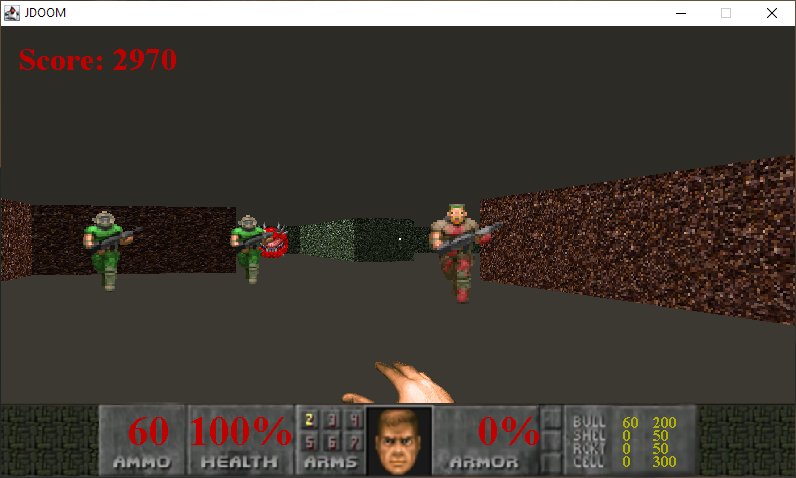 JDOOM
Score: 2970
60 100% 2 3 4 0% BULL 60 200
SHEL 0 50
5 6 7 RCKT 0 50
AMMO HEALTH ARMS ARMOR CELL 0 300